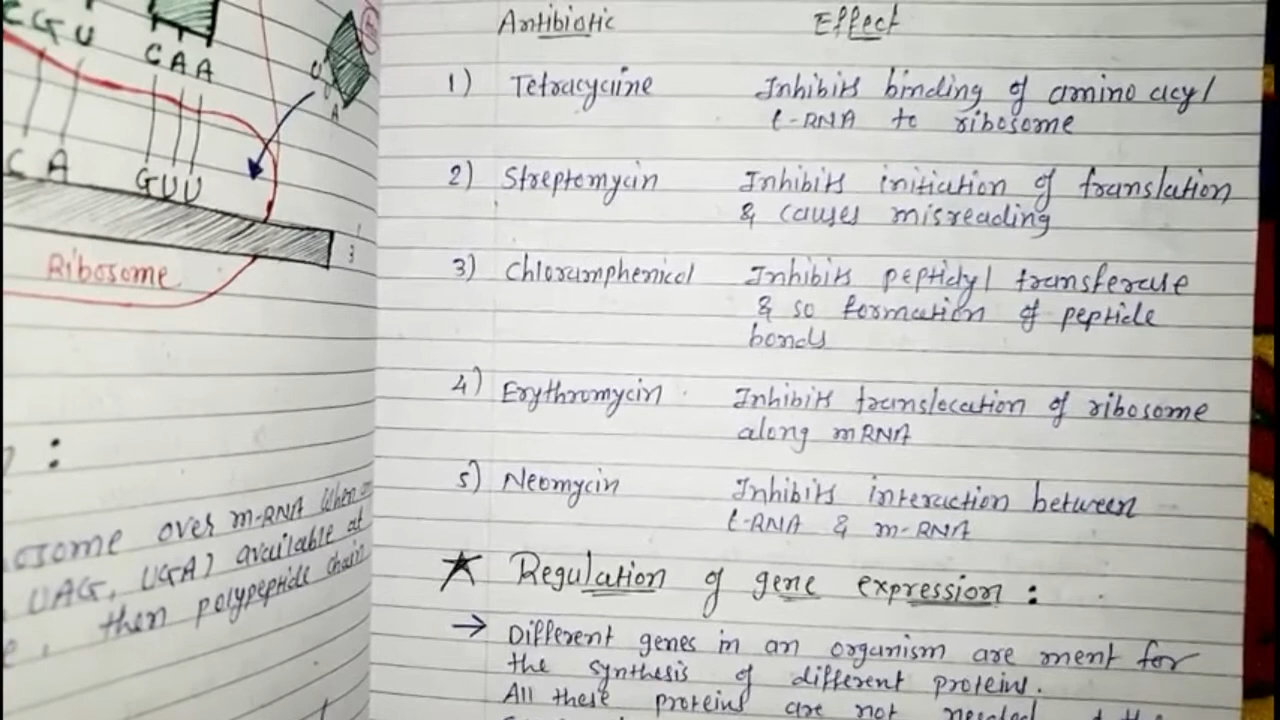 C G U
C A A
U
A
C A
G U U
3
Ribosome
:
over m-RNA when
UAG, UGA) available at
then polypeptide chain
Antibiotic Effect
1) Tetracycline Inhibits binding of amino acyl
t-RNA to ribosome
2) Streptomycin Inhibits initiation of translation
& causes misreading
3) Chloramphenicol Inhibits peptidyl transferase
& so formation of peptide
bonds
4) Erythromycin Inhibits translocation of ribosome
along mRNA
5) Neomycin Inhibits interaction between
t-RNA & m-RNA
★ Regulation of gene expression :
→ Different genes in an organism are ment for
the synthesis of different proteins.
All these proteins are not needed